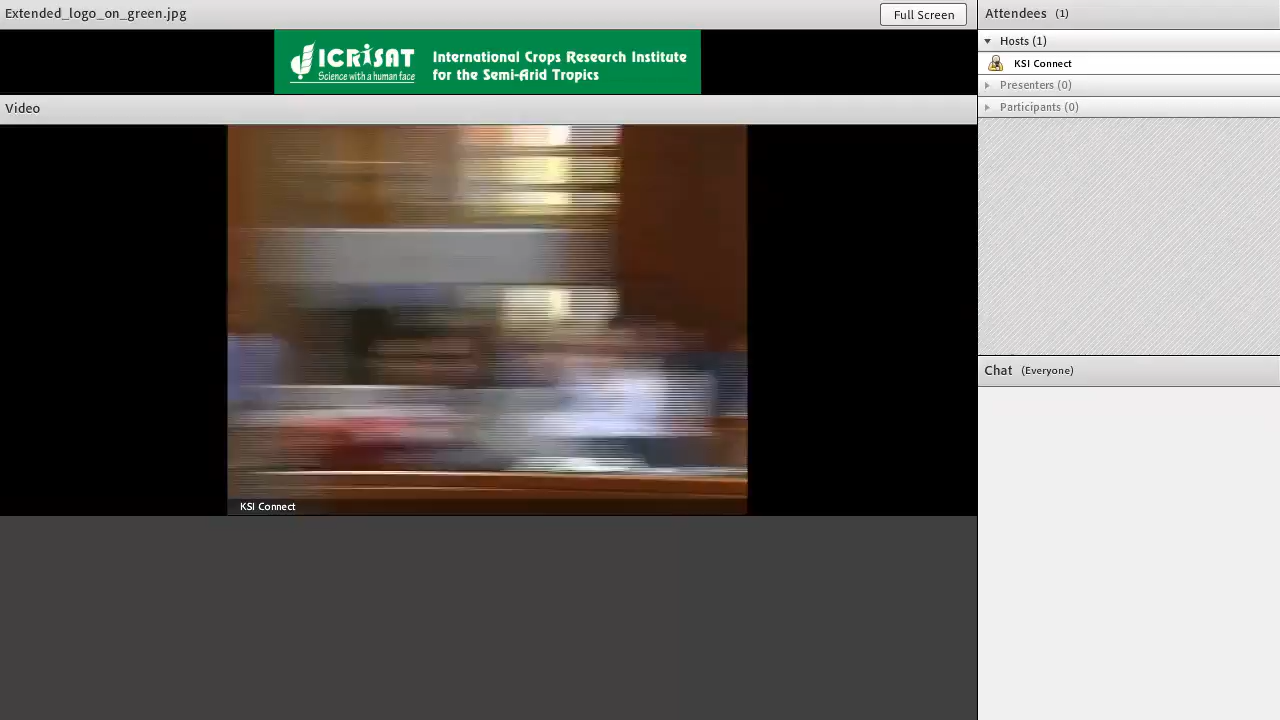 Extended_logo_on_green.jpg
Full Screen
ICRISAT
Science with a human face
International Crops Research Institute
for the Semi-Arid Tropics
Video
KSI Connect
Attendees (1)
Hosts (1)
KSI Connect
Presenters (0)
Participants (0)
Chat (Everyone)